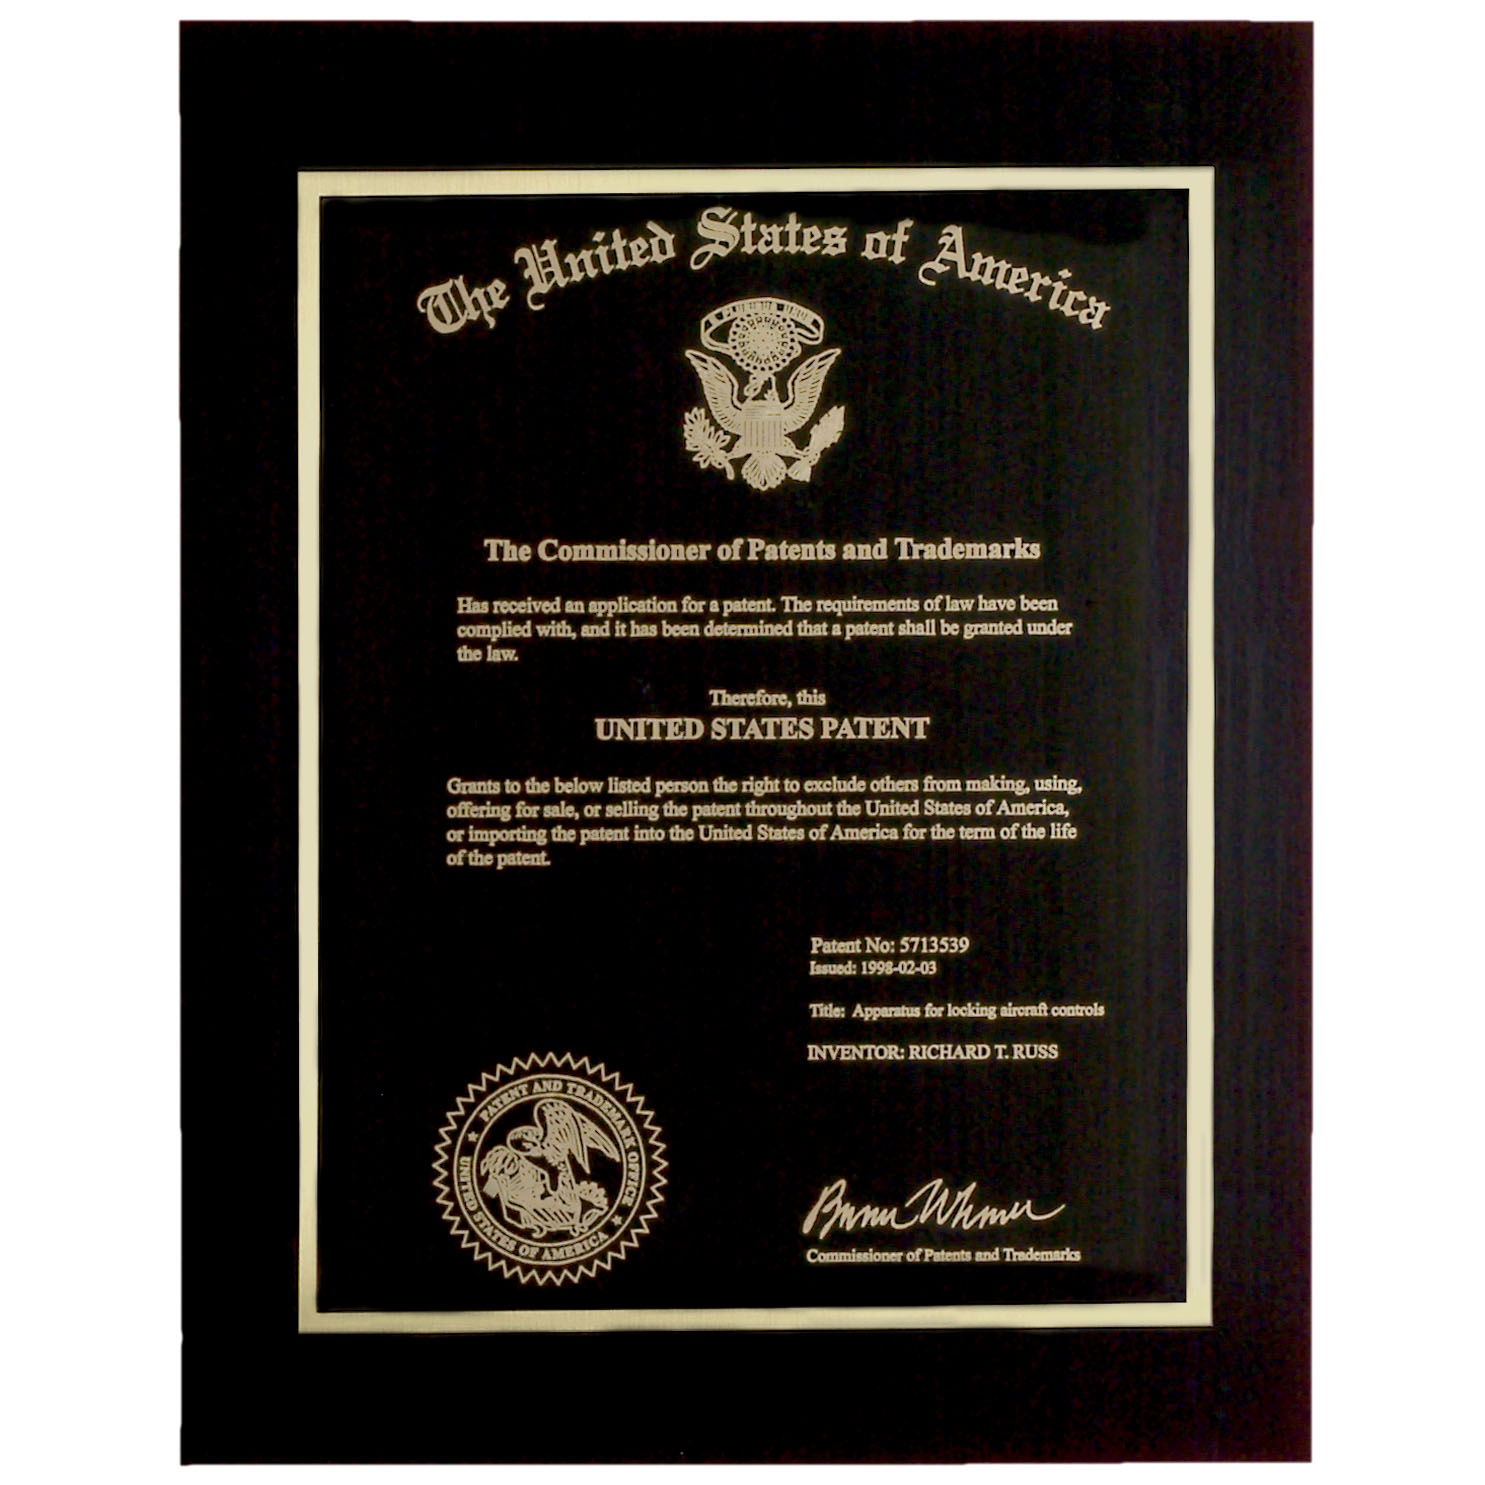 The United States of America
E PLURIBUS UNUM
The Commissioner of Patents and Trademarks
Has received an application for a patent. The requirements of law have been
complied with, and it has been determined that a patent shall be granted under
the law.
Therefore, this
UNITED STATES PATENT
Grants to the below listed person the right to exclude others from making, using,
offering for sale, or selling the patent throughout the United States of America,
or importing the patent into the United States of America for the term of the life
of the patent.
Patent No: 5713539
Issued: 1998-02-03
Title: Apparatus for locking aircraft controls
INVENTOR: RICHARD T. RUSS
PATENT AND TRADEMARK OFFICE
UNITED STATES OF AMERICA
Commissioner of Patents and Trademarks